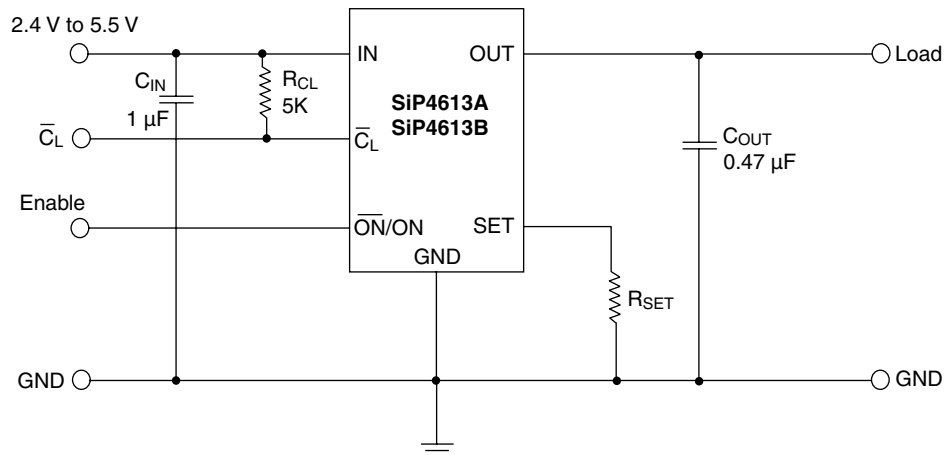 2.4 V to 5.5 V
IN
OUT
Load
C_IN
1 µF
R_CL
5K
SiP4613A
SiP4613B
C̅_L
C̅_L
C_OUT
0.47 µF
Enable
O̅N̅/ON
SET
GND
R_SET
GND
GND